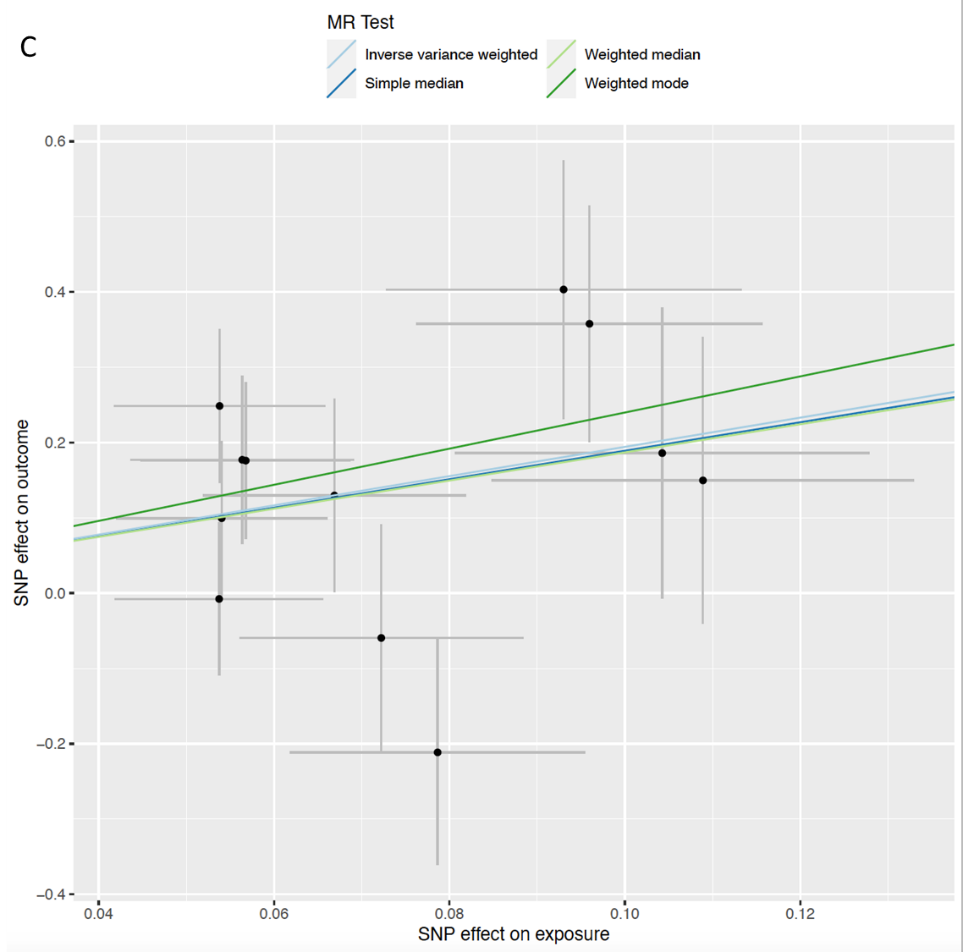 C
MR Test
Inverse variance weighted
Weighted median
Simple median
Weighted mode
SNP effect on outcome
0.6
0.4
0.2
0.0
−0.2
−0.4
0.04 0.06 0.08 0.10 0.12
SNP effect on exposure